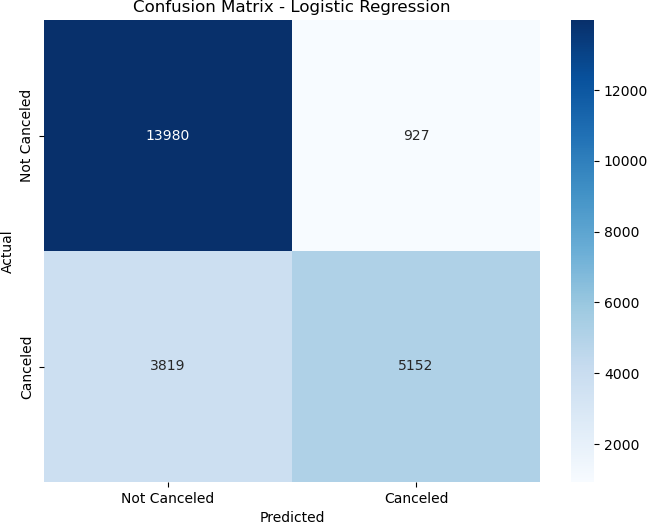 Confusion Matrix - Logistic Regression
Actual
Not Canceled
13980
927
Canceled
3819
5152
Not Canceled
Canceled
Predicted
12000
10000
8000
6000
4000
2000